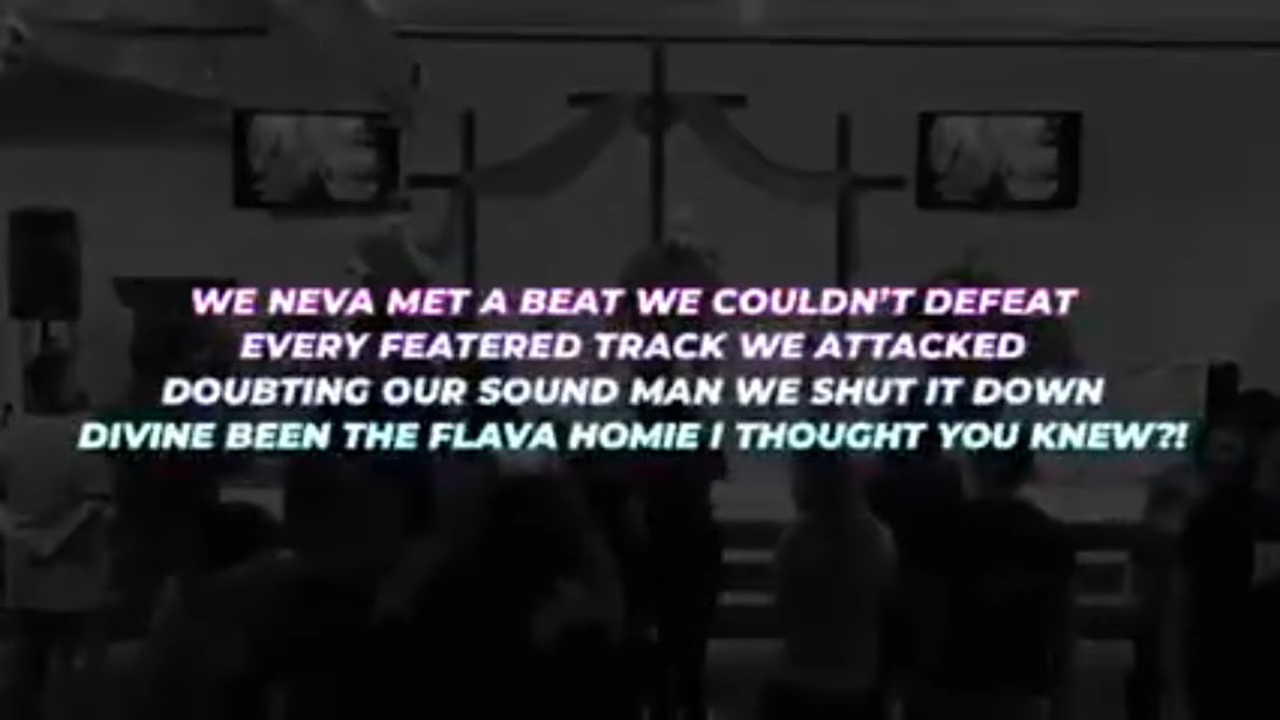 WE NEVA MET A BEAT WE COULDN'T DEFEAT
EVERY FEATERED TRACK WE ATTACKED
DOUBTING OUR SOUND MAN WE SHUT IT DOWN
DIVINE BEEN THE FLAVA HOMIE I THOUGHT YOU KNEW?!